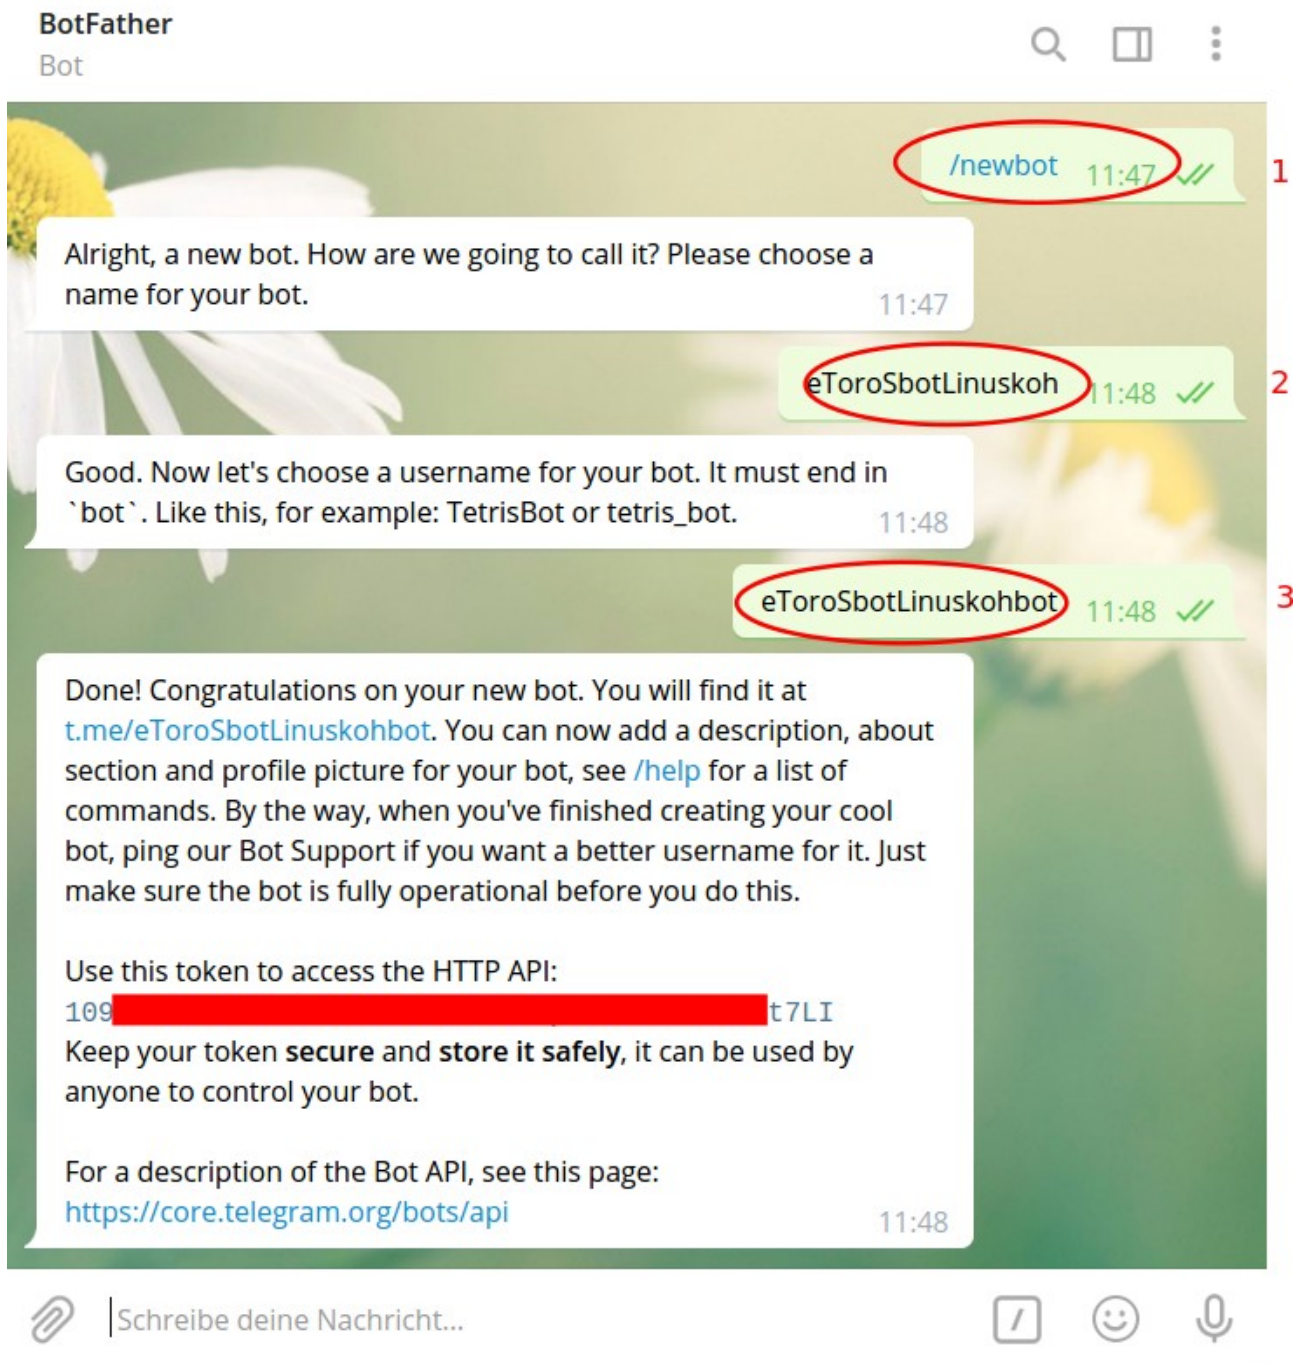 BotFather
Bot
/newbot 11:47
1
Alright, a new bot. How are we going to call it? Please choose a
name for your bot.
11:47
eToroSbotLinuskoh 11:48
2
Good. Now let's choose a username for your bot. It must end in
`bot`. Like this, for example: TetrisBot or tetris_bot.
11:48
eToroSbotLinuskohbot 11:48
3
Done! Congratulations on your new bot. You will find it at
t.me/eToroSbotLinuskohbot. You can now add a description, about
section and profile picture for your bot, see /help for a list of
commands. By the way, when you've finished creating your cool
bot, ping our Bot Support if you want a better username for it. Just
make sure the bot is fully operational before you do this.
Use this token to access the HTTP API:
109 t7LI
Keep your token secure and store it safely, it can be used by
anyone to control your bot.
For a description of the Bot API, see this page:
https://core.telegram.org/bots/api
11:48
Schreibe deine Nachricht...